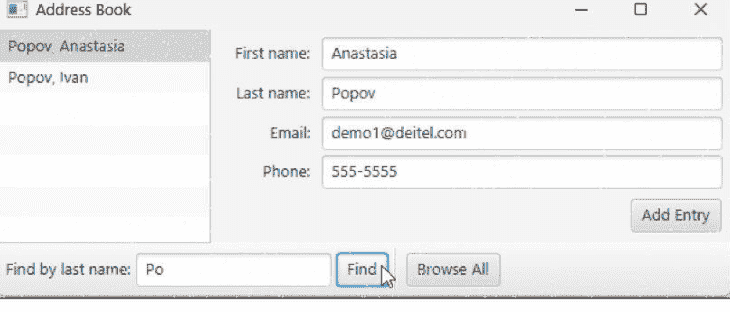 Address Book
Popov, Anastasia
Popov, Ivan
First name: Anastasia
Last name: Popov
Email: demo1@deitel.com
Phone: 555-5555
Add Entry
Find by last name: Po Find Browse All